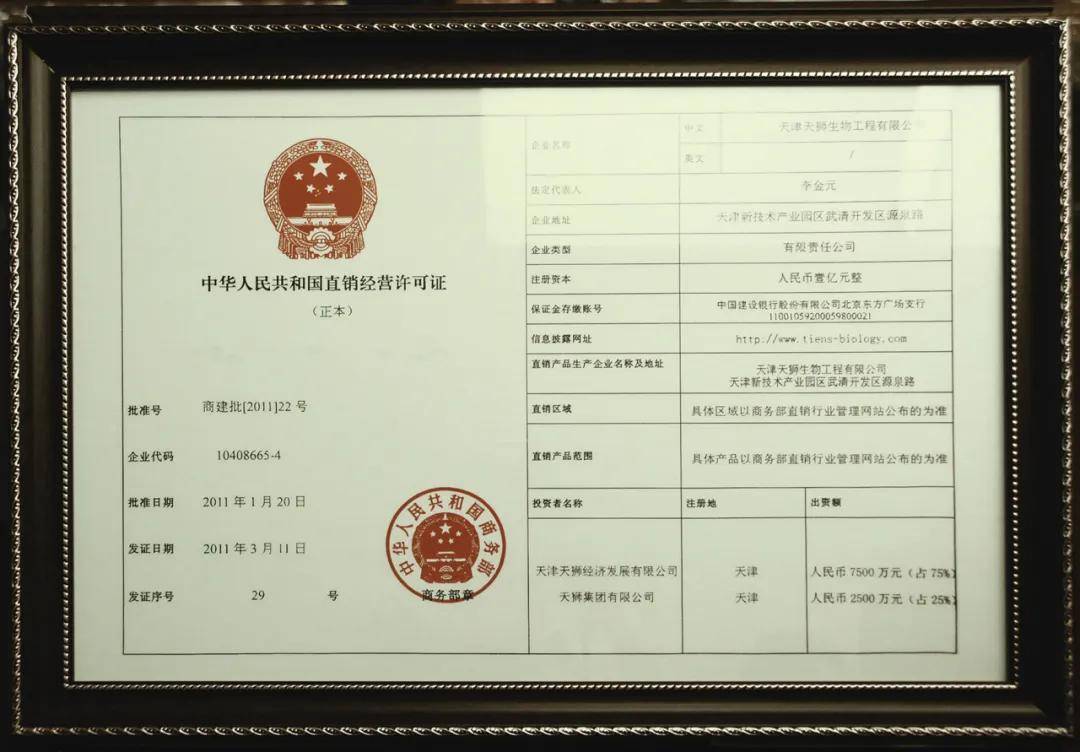 中华人民共和国直销经营许可证
（正本）
批准号 商建批[2011]22 号
企业代码 10408665-4
批准日期 2011 年 1 月 20 日
发证日期 2011 年 3 月 11 日
发证序号 29 号
中华人民共和国商务部
商务部章
企业名称 中文 天津天狮生物工程有限公
英文 /
法定代表人 李金元
企业地址 天津新技术产业园区武清开发区源泉路
企业类型 有限责任公司
注册资本 人民币壹亿元整
保证金存缴账号 中国建设银行股份有限公司北京东方广场支行
11001059200059800021
信息披露网址 http://www.tiens-biology.com
直销产品生产企业名称及地址 天津天狮生物工程有限公司
天津新技术产业园区武清开发区源泉路
直销区域 具体区域以商务部直销行业管理网站公布的为准
直销产品范围 具体产品以商务部直销行业管理网站公布的为准
投资者名称 注册地 出资额
天津天狮经济发展有限公司 天津 人民币 7500 万元（占 75%）
天狮集团有限公司 天津 人民币 2500 万元（占 25%）